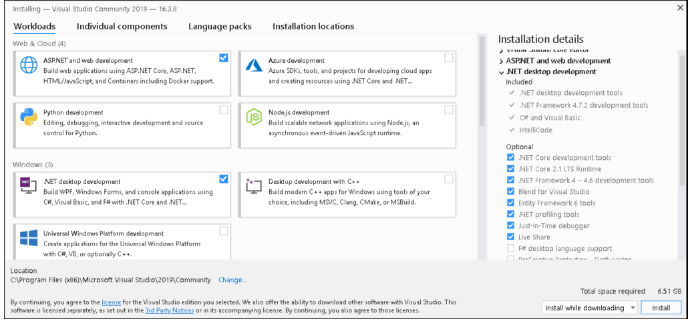 Installing — Visual Studio Community 2019 — 16.3.8
Workloads Individual components Language packs Installation locations
Web & Cloud (4)
ASP.NET and web development
Build web applications using ASP.NET Core, ASP.NET,
HTML/JavaScript, and Containers including Docker support.
Azure development
Azure SDKs, tools, and projects for developing cloud apps
and creating resources using .NET Core and .NET...
Python development
Editing, debugging, interactive development and source
control for Python.
Node.js development
Build scalable network applications using Node.js, an
asynchronous event-driven JavaScript runtime.
Windows (3)
.NET desktop development
Build WPF, Windows Forms, and console applications using
C#, Visual Basic, and F# with .NET Core and .NET...
Desktop development with C++
Build modern C++ apps for Windows using tools of your
choice, including MSVC, Clang, CMake, or MSBuild.
Universal Windows Platform development
Create applications for the Universal Windows Platform
with C#, VB, or optionally C++.
Installation details
Visual Studio core editor
ASP.NET and web development
.NET desktop development
Included
.NET desktop development tools
.NET Framework 4.7.2 development tools
C# and Visual Basic
IntelliCode
Optional
.NET Core development tools
.NET Core 2.1 LTS Runtime
.NET Framework 4 – 4.6 development tools
Blend for Visual Studio
Entity Framework 6 tools
.NET profiling tools
Just-In-Time debugger
Live Share
F# desktop language support
PreEmptive Protection - Dotfuscator
Location
C:\Program Files (x86)\Microsoft Visual Studio\2019\Community Change...
Total space required 6.51 GB
By continuing, you agree to the license for the Visual Studio edition you selected. We also offer the ability to download other software with Visual Studio. This
software is licensed separately, as set out in the 3rd Party Notices or in its accompanying license. By continuing, you also agree to those licenses.
Install while downloading Install